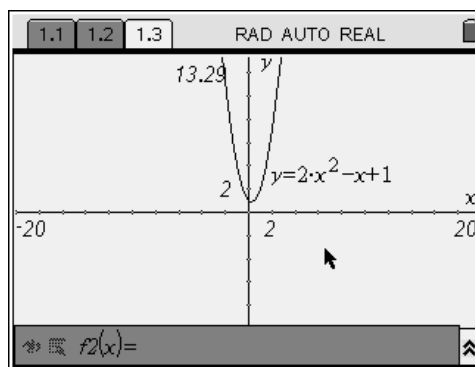 1.1 1.2 1.3 RAD AUTO REAL
13.29 y
y=2·x²-x+1
2
x
-20 2 20
f2(x)=